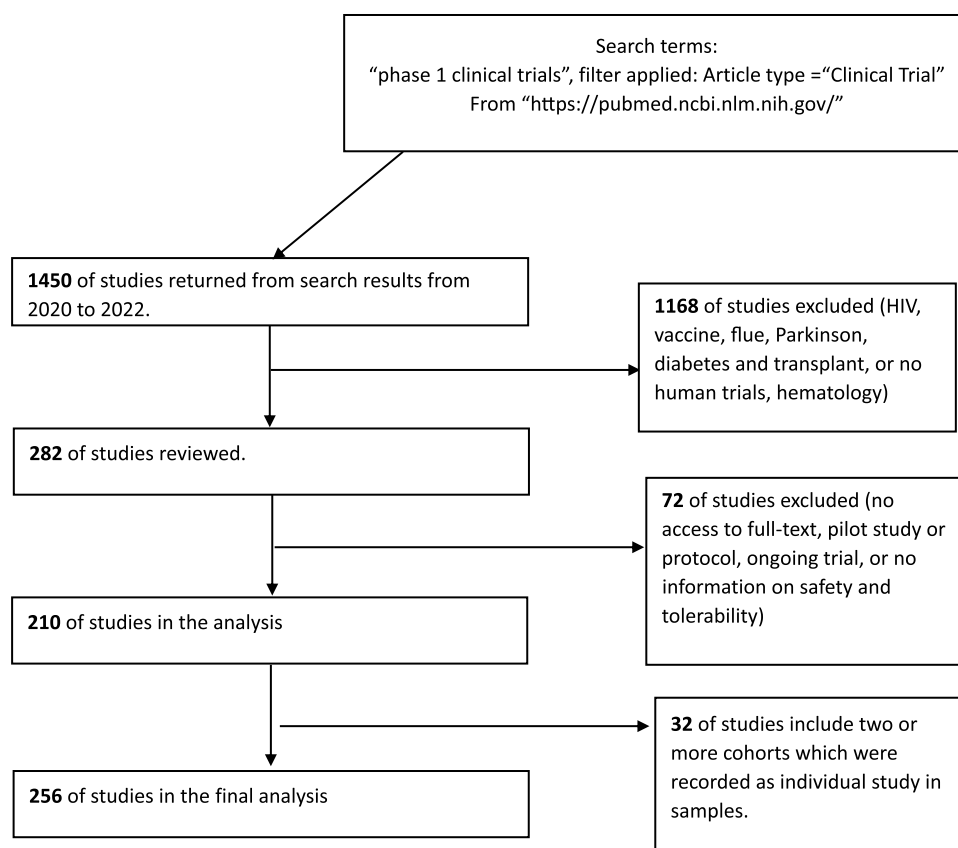 Search terms:
“phase 1 clinical trials”, filter applied: Article type =“Clinical Trial”
From “https://pubmed.ncbi.nlm.nih.gov/”
1450 of studies returned from search results from
2020 to 2022.
1168 of studies excluded (HIV,
vaccine, flue, Parkinson,
diabetes and transplant, or no
human trials, hematology)
282 of studies reviewed.
72 of studies excluded (no
access to full-text, pilot study or
protocol, ongoing trial, or no
information on safety and
tolerability)
210 of studies in the analysis
32 of studies include two or
more cohorts which were
recorded as individual study in
samples.
256 of studies in the final analysis